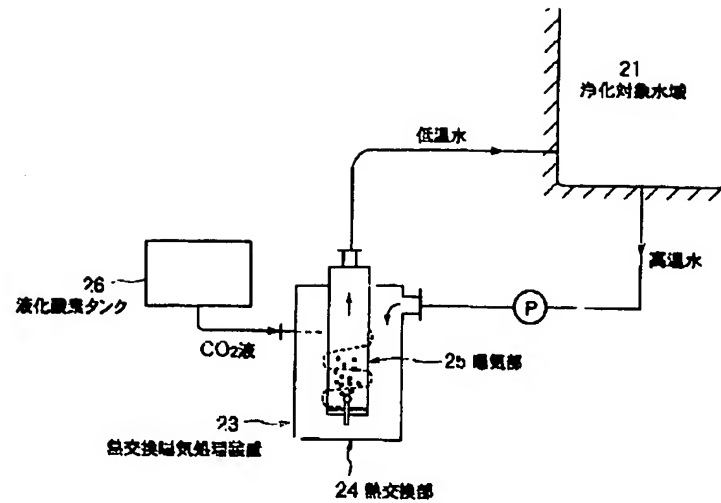 21
浄化対象水域
低温水
高温水
26
液化酸素タンク
CO₂液
P
25 曝気部
23
熱交換曝気処理装置
24 熱交換部